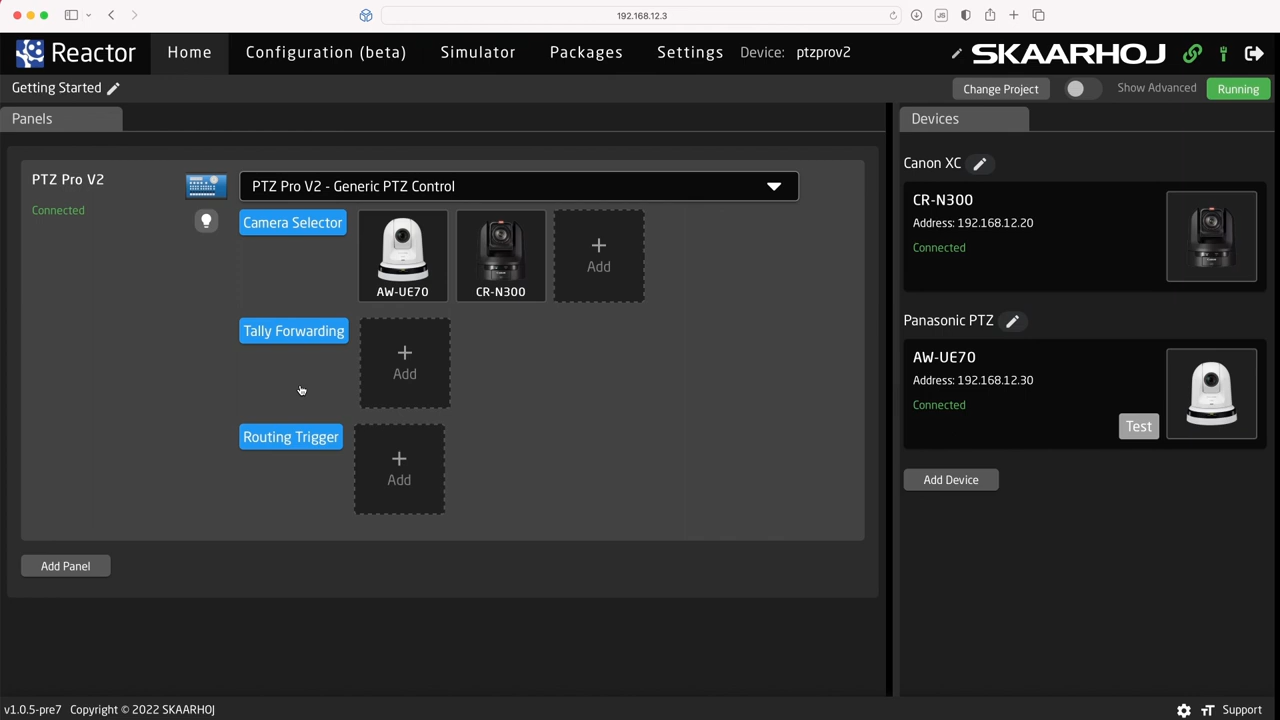 192.168.12.3
Reactor
Home
Configuration (beta)
Simulator
Packages
Settings
Device: ptzprov2
SKAARHOJ
Getting Started
Change Project
Show Advanced
Running
Panels
PTZ Pro V2
Connected
PTZ Pro V2 - Generic PTZ Control
Camera Selector
AW-UE70
CR-N300
+
Add
Tally Forwarding
+
Add
Routing Trigger
+
Add
Add Panel
Devices
Canon XC
CR-N300
Address: 192.168.12.20
Connected
Canon
Panasonic PTZ
AW-UE70
Address: 192.168.12.30
Connected
Test
Add Device
v1.0.5-pre7 Copyright © 2022 SKAARHOJ
Support